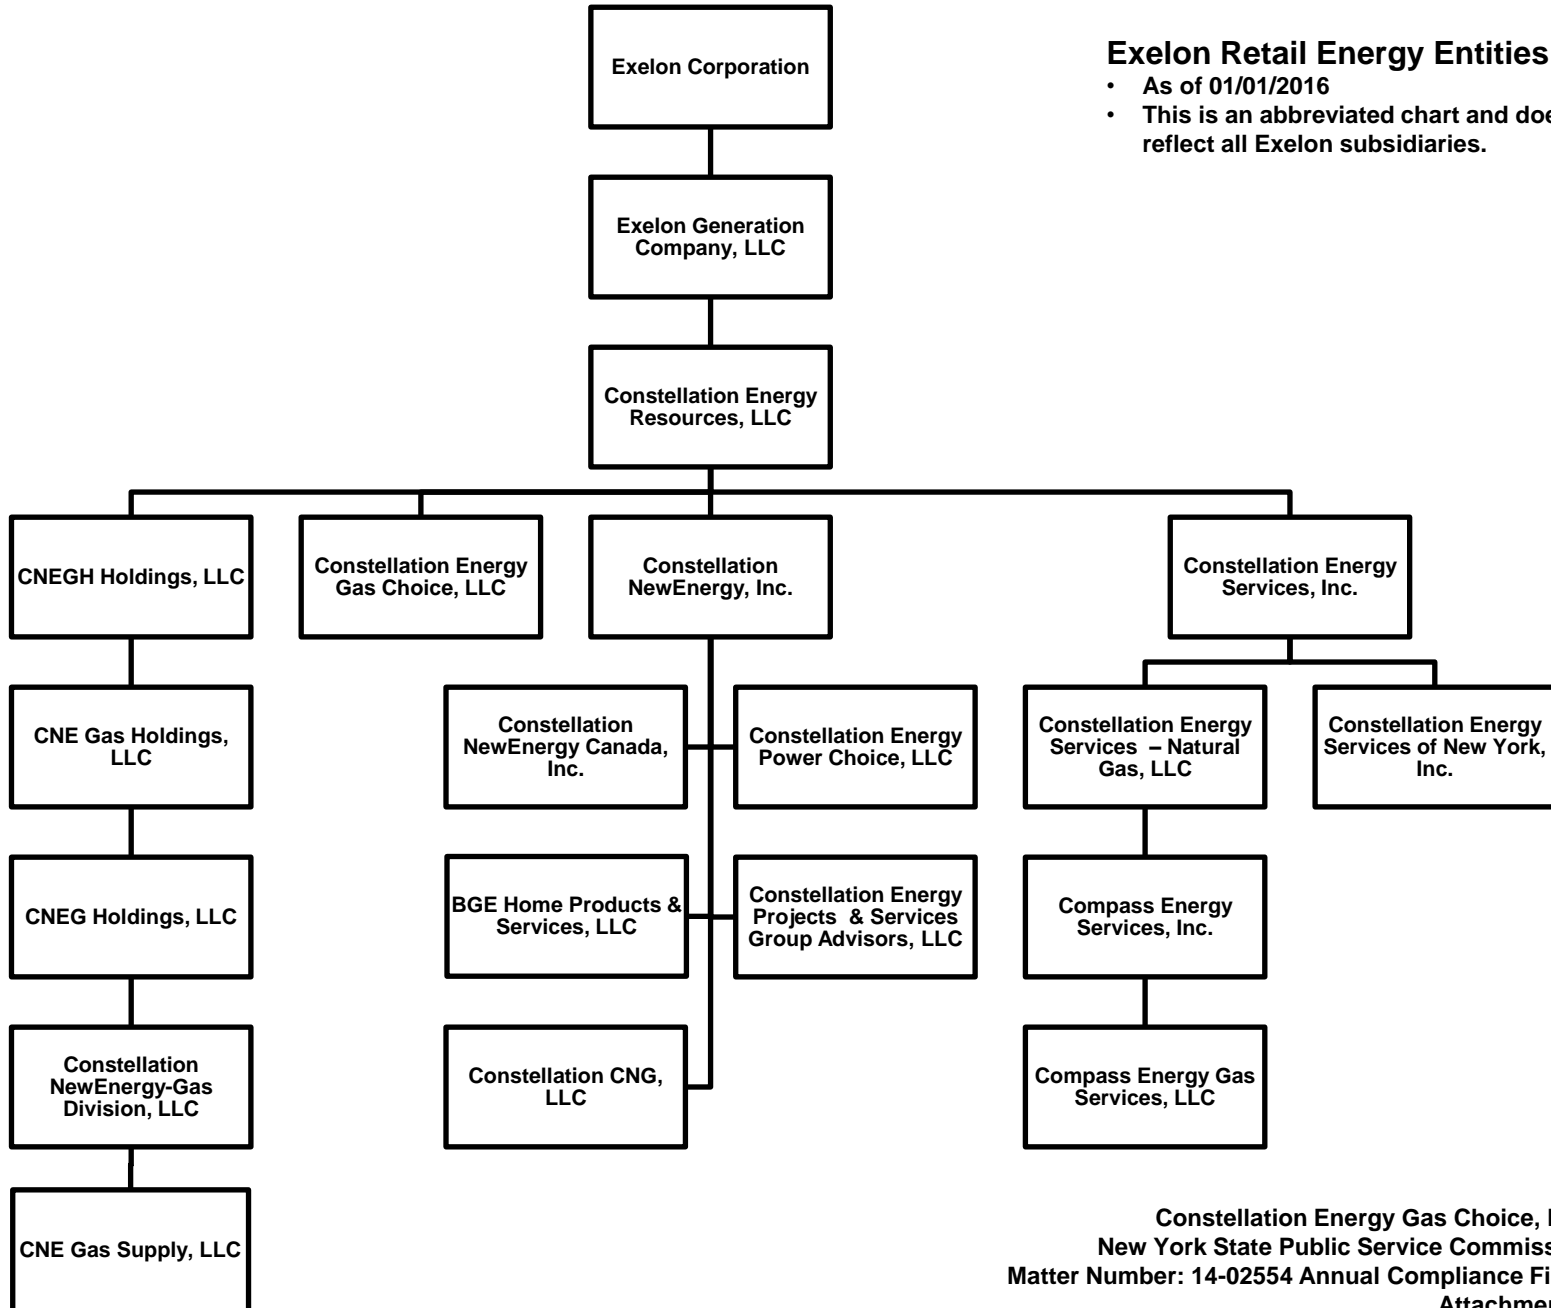 Exelon Corporation
Exelon Retail Energy Entities
• As of 01/01/2016
• This is an abbreviated chart and doe
reflect all Exelon subsidiaries.
Exelon Generation
Company, LLC
Constellation Energy
Resources, LLC
CNEGH Holdings, LLC
Constellation Energy
Gas Choice, LLC
Constellation
NewEnergy, Inc.
Constellation Energy
Services, Inc.
CNE Gas Holdings,
LLC
Constellation
NewEnergy Canada,
Inc.
Constellation Energy
Power Choice, LLC
Constellation Energy
Services – Natural
Gas, LLC
Constellation Energy
Services of New York,
Inc.
CNEG Holdings, LLC
BGE Home Products &
Services, LLC
Constellation Energy
Projects & Services
Group Advisors, LLC
Compass Energy
Services, Inc.
Constellation
NewEnergy-Gas
Division, LLC
Constellation CNG,
LLC
Compass Energy Gas
Services, LLC
CNE Gas Supply, LLC
Constellation Energy Gas Choice,
New York State Public Service Commiss
Matter Number: 14-02554 Annual Compliance Fi
Attachmen